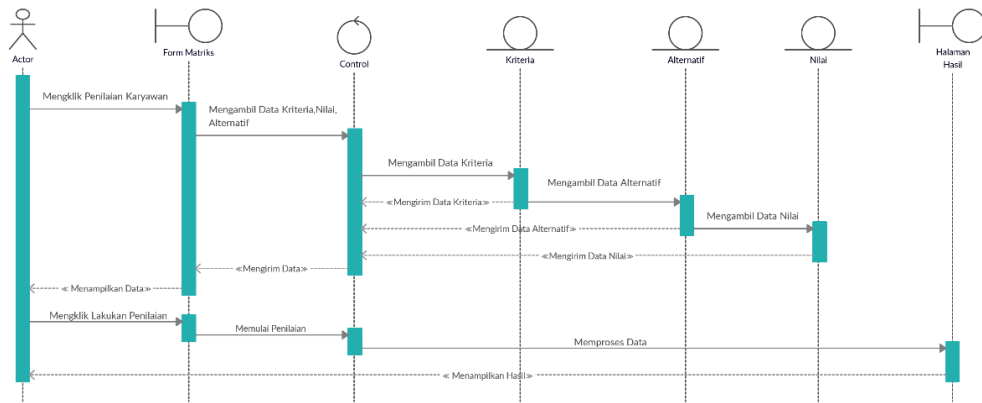 Actor
Form Matriks
Control
Kriteria
Alternatif
Nilai
Halaman
Hasil
Mengklik Penilaian Karyawan
Mengambil Data Kriteria,Nilai,
Alternatif
Mengambil Data Kriteria
Mengambil Data Alternatif
≪Mengirim Data Kriteria≫
Mengambil Data Nilai
≪Mengirim Data Alternatif≫
≪Mengirim Data Nilai≫
≪Mengirim Data≫
≪ Menampilkan Data≫
Mengklik Lakukan Penilaian
Memulai Penilaian
Memproses Data
≪ Menampilkan Hasil≫